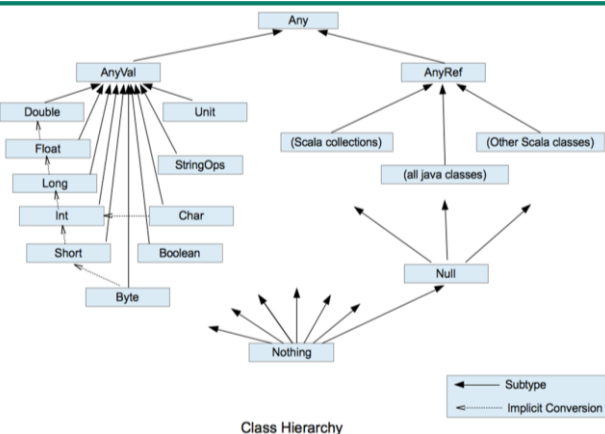 Any
AnyVal
AnyRef
Double
Unit
Float
(Scala collections)
(Other Scala classes)
StringOps
(all java classes)
Long
Int
Char
Short
Boolean
Null
Byte
Nothing
Subtype
Implicit Conversion
Class Hierarchy